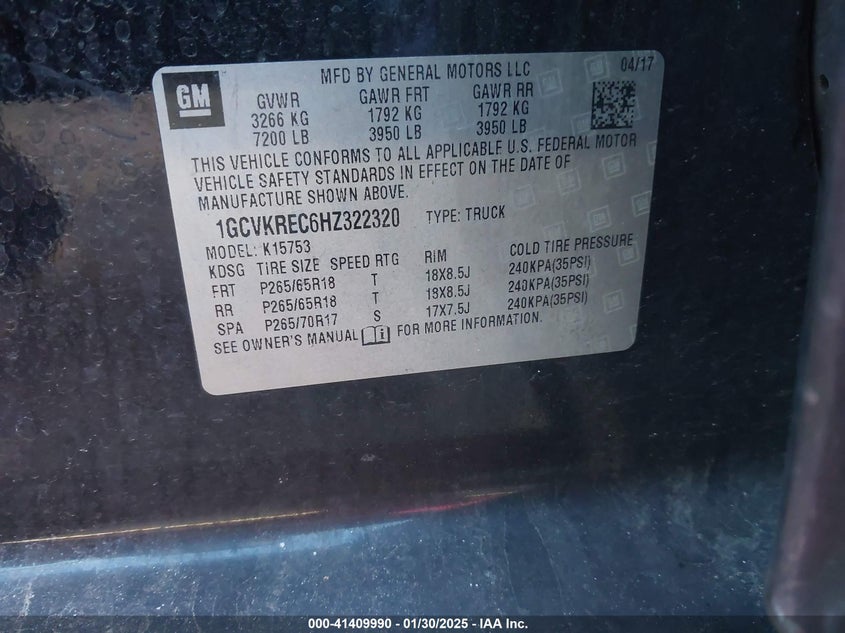 GM
MFD BY GENERAL MOTORS LLC 04/17
GVWR GAWR FRT GAWR RR
3266 KG 1792 KG 1792 KG
7200 LB 3950 LB 3950 LB
THIS VEHICLE CONFORMS TO ALL APPLICABLE U.S. FEDERAL MOTOR
VEHICLE SAFETY STANDARDS IN EFFECT ON THE DATE OF
MANUFACTURE SHOWN ABOVE.
1GCVKREC6HZ322320 TYPE: TRUCK
MODEL: K15753
KDSG TIRE SIZE SPEED RTG RIM COLD TIRE PRESSURE
FRT P265/65R18 T 18X8.5J 240KPA(35PSI)
RR P265/65R18 T 18X8.5J 240KPA(35PSI)
SPA P265/70R17 S 17X7.5J 240KPA(35PSI)
SEE OWNER'S MANUAL FOR MORE INFORMATION.
000-41409990 - 01/30/2025 - IAA Inc.